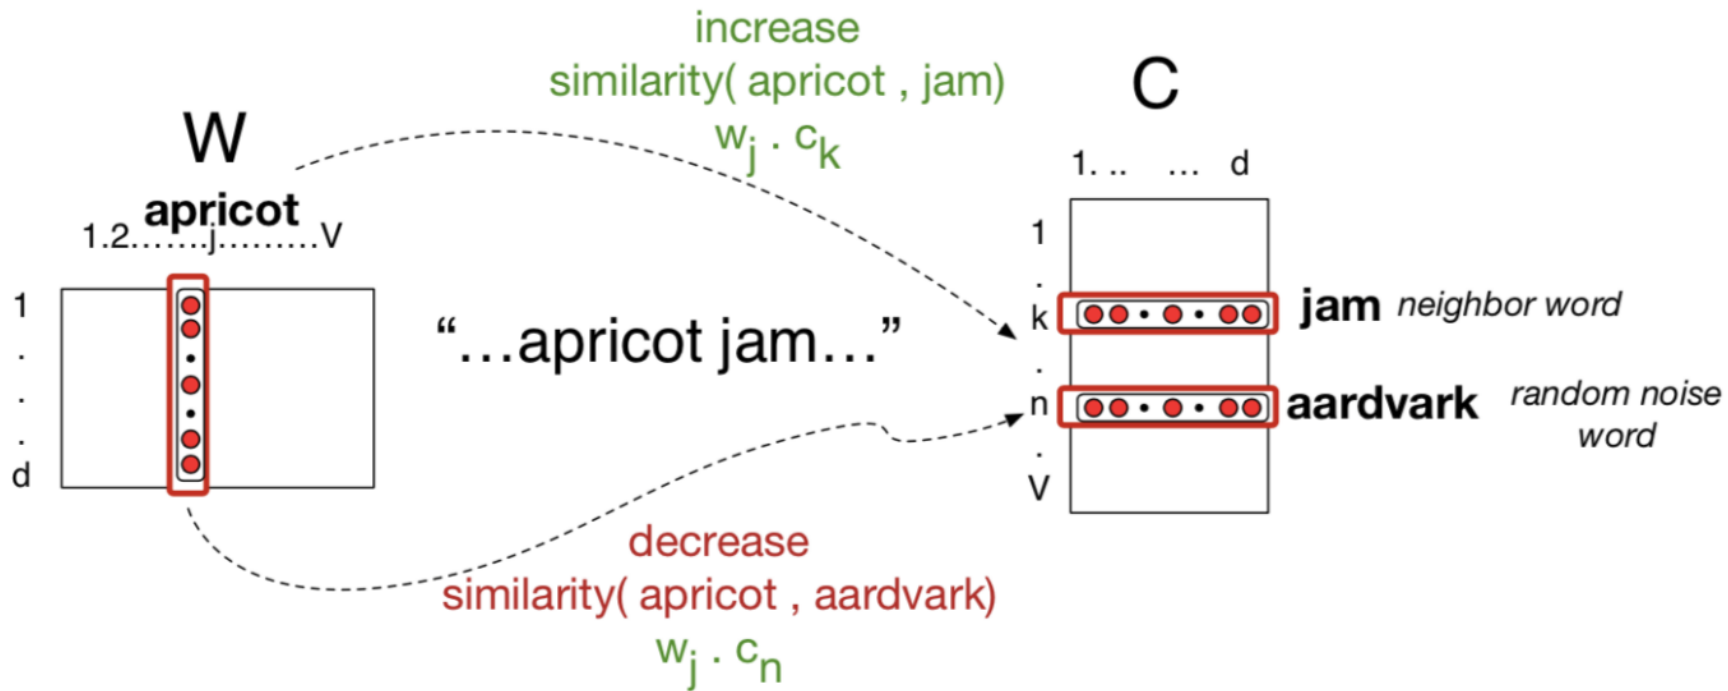 increase
similarity( apricot , jam)
wj . ck
W
apricot
1.2.......j.........V
1
.
.
.
d
“...apricot jam...”
C
1. .. ... d
1
.
k
.
n
.
V
jam neighbor word
aardvark random noise
word
decrease
similarity( apricot , aardvark)
wj . cn